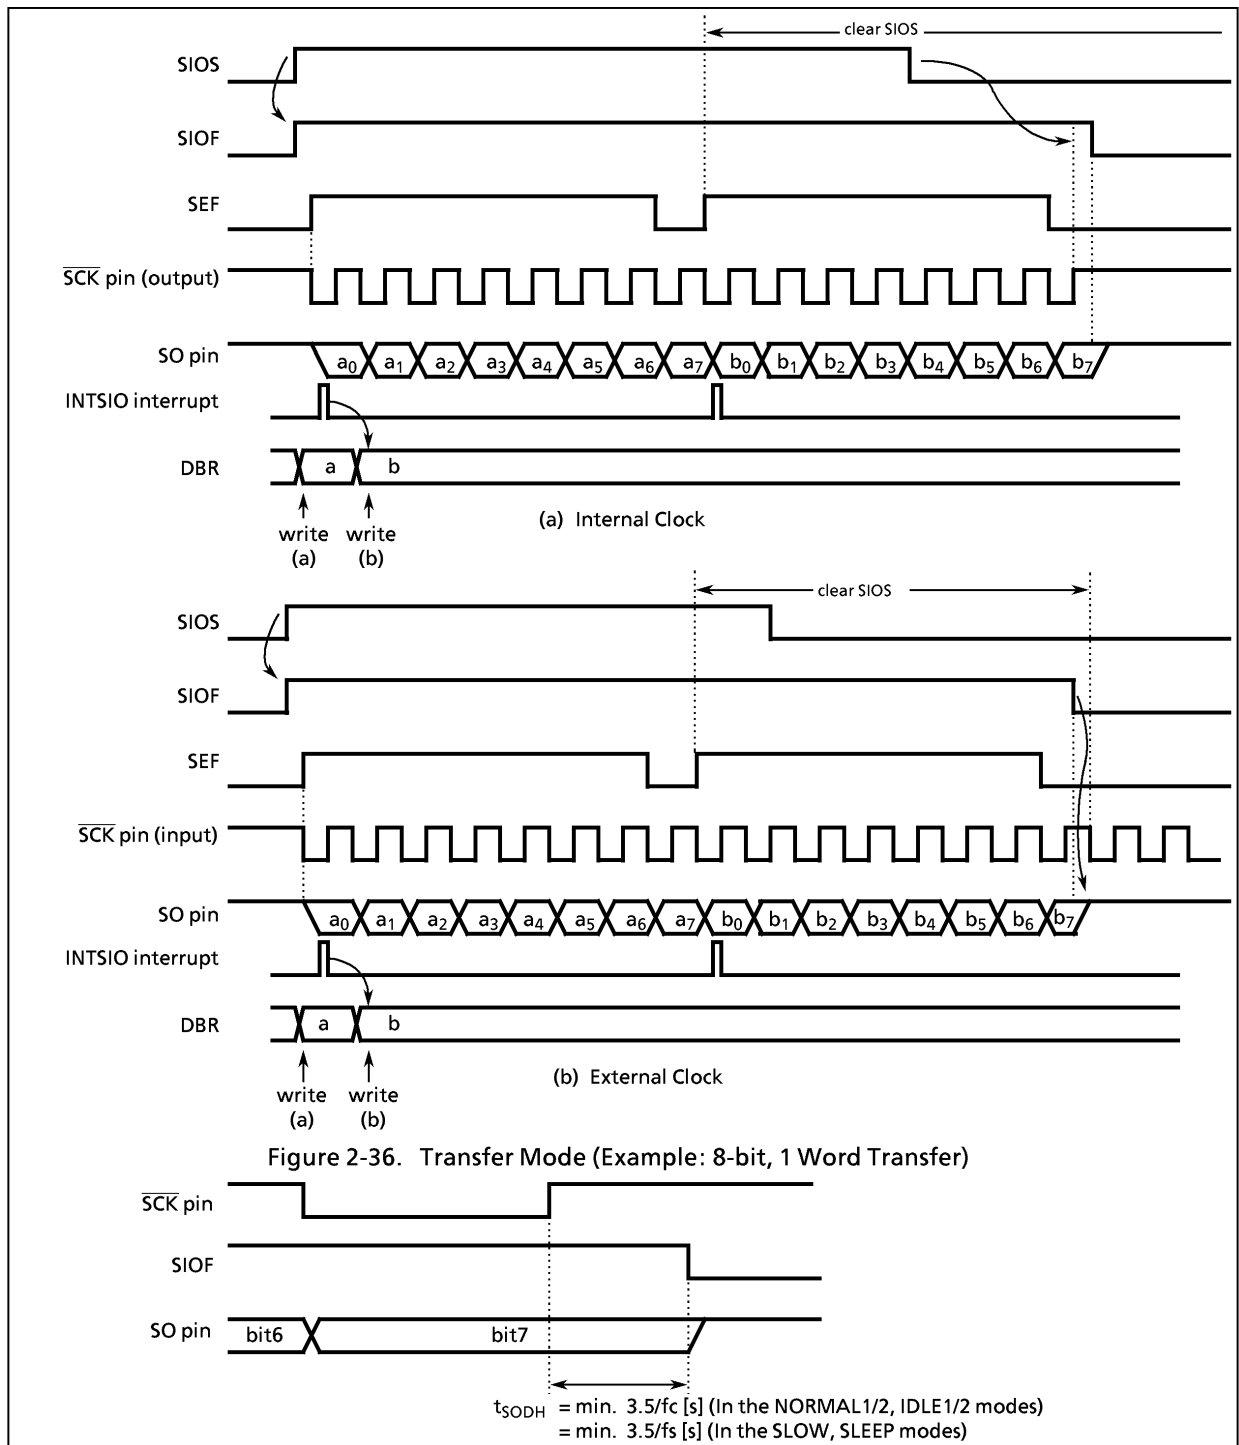 clear SIOS
SIOS
SIOF
SEF
SCK pin (output)
SO pin a0 a1 a2 a3 a4 a5 a6 a7 b0 b1 b2 b3 b4 b5 b6 b7
INTSIO interrupt
DBR a b
write (a)
write (b)
(a) Internal Clock
clear SIOS
SIOS
SIOF
SEF
SCK pin (input)
SO pin a0 a1 a2 a3 a4 a5 a6 a7 b0 b1 b2 b3 b4 b5 b6 b7
INTSIO interrupt
DBR a b
write (a)
write (b)
(b) External Clock
Figure 2-36. Transfer Mode (Example: 8-bit, 1 Word Transfer)
SCK pin
SIOF
SO pin bit6 bit7
tSODH = min. 3.5/fc [s] (In the NORMAL1/2, IDLE1/2 modes)
= min. 3.5/fs [s] (In the SLOW, SLEEP modes)